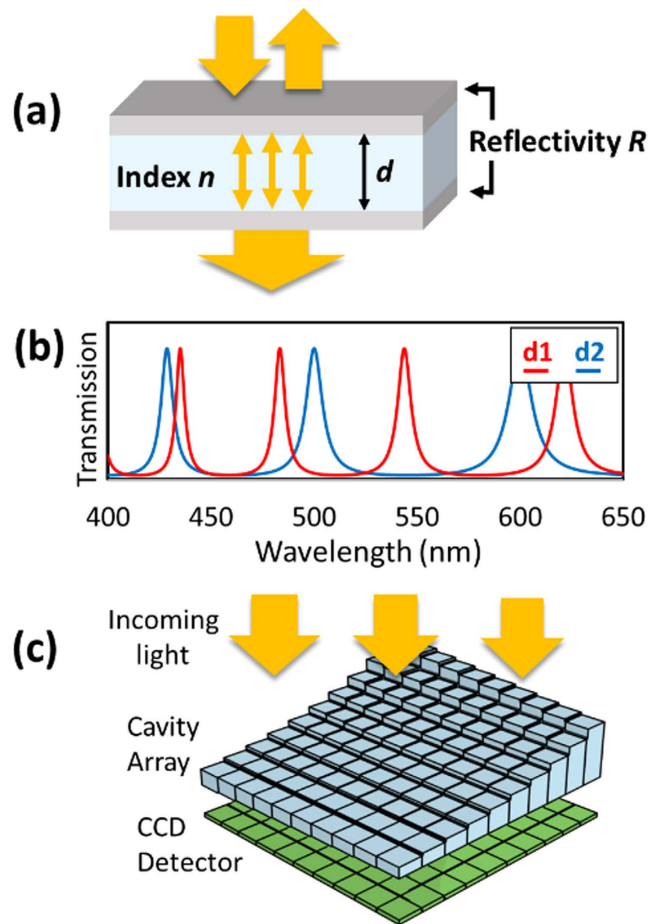 (a)
Reflectivity R
Index n
d
(b)
Transmission
d1 d2
400 450 500 550 600 650
Wavelength (nm)
(c)
Incoming
light
Cavity
Array
CCD
Detector